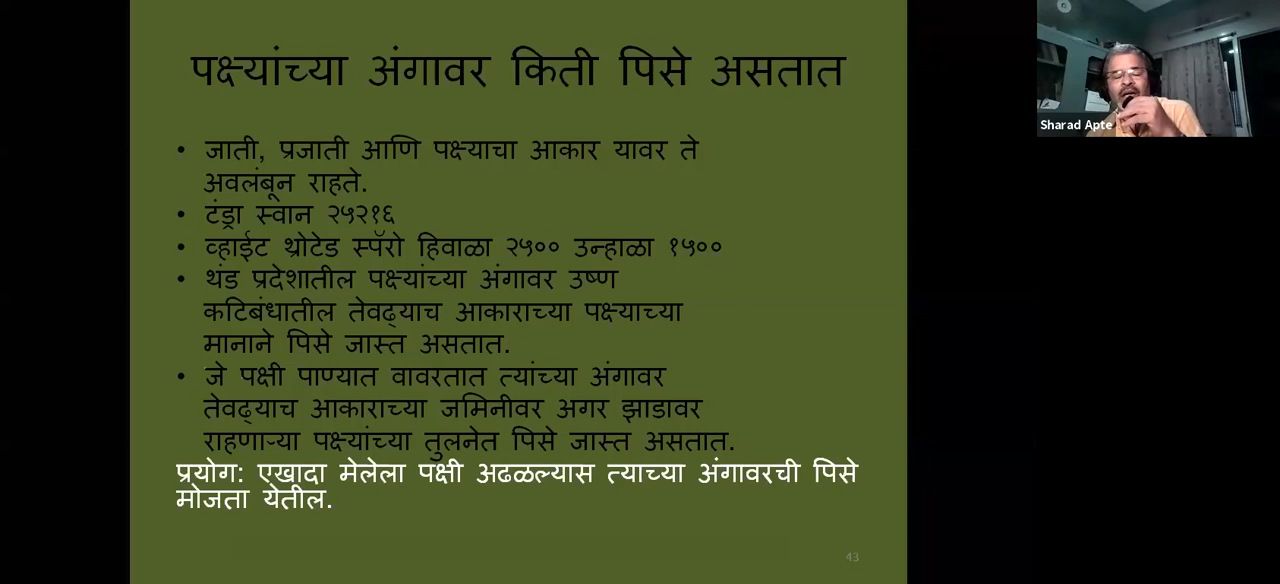 पक्ष्यांच्या अंगावर किती पिसे असतात
• जाती, प्रजाती आणि पक्ष्याचा आकार यावर ते
अवलंबून राहते.
• टंड्रा स्वान २५२१६
• व्हाईट थ्रोटेड स्पॅरो हिवाळा २५०० उन्हाळा १५००
• थंड प्रदेशातील पक्ष्यांच्या अंगावर उष्ण
कटिबंधातील तेवढ्याच आकाराच्या पक्ष्याच्या
मानाने पिसे जास्त असतात.
• जे पक्षी पाण्यात वावरतात त्यांच्या अंगावर
तेवढ्याच आकाराच्या जमिनीवर अगर झाडावर
राहणाऱ्या पक्ष्यांच्या तुलनेत पिसे जास्त असतात.
प्रयोग: एखादा मेलेला पक्षी अढळल्यास त्याच्या अंगावरची पिसे
मोजता येतील.
43
Sharad Apte